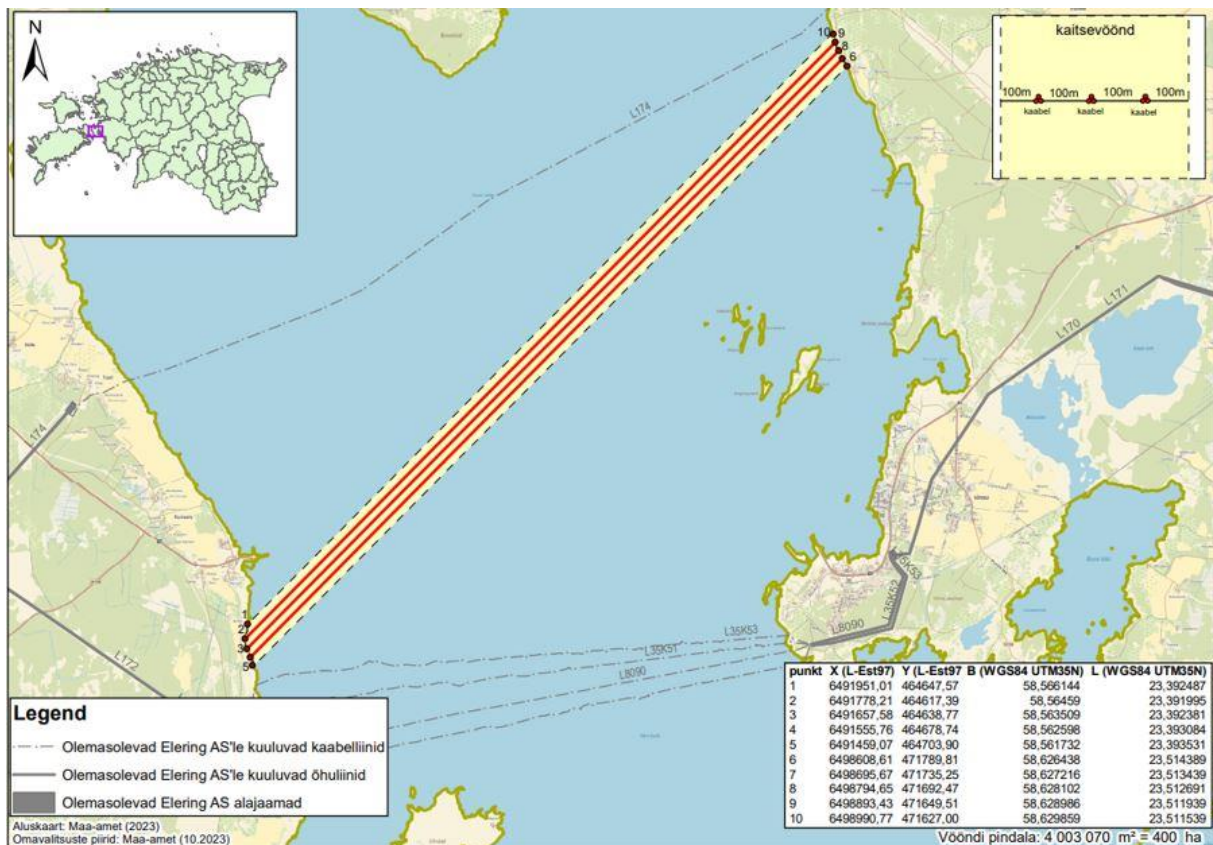 N
10
9
8
6
kaitsevöönd
100m 100m 100m 100m
kaabel kaabel kaabel
L174
L171
L170
L174
L172
1
2
3
5
35K53
L35K52
L8090
L35K53
L35K51
L8090
Legend
Olemasolevad Elering AS'le kuuluvad kaabelliinid
Olemasolevad Elering AS'le kuuluvad õhuliinid
Olemasolevad Elering AS alajaamad
Aluskaart: Maa-amet (2023)
Omavalitsuste piirid: Maa-amet (10.2023)
punkt X (L-Est97) Y (L-Est97 B (WGS84 UTM35N) L (WGS84 UTM35N)
1 6491951,01 464647,57 58,566144 23,392487
2 6491778,21 464617,39 58,56459 23,391995
3 6491657,58 464638,77 58,563509 23,392381
4 6491555,76 464678,74 58,562598 23,393084
5 6491459,07 464703,90 58,561732 23,393531
6 6498608,61 471789,81 58,626438 23,514389
7 6498695,67 471735,25 58,627216 23,513439
8 6498794,65 471692,47 58,628102 23,512691
9 6498893,43 471649,51 58,628986 23,511939
10 6498990,77 471627,00 58,629859 23,511539
Vööndi pindala: 4 003 070 m² = 400 ha